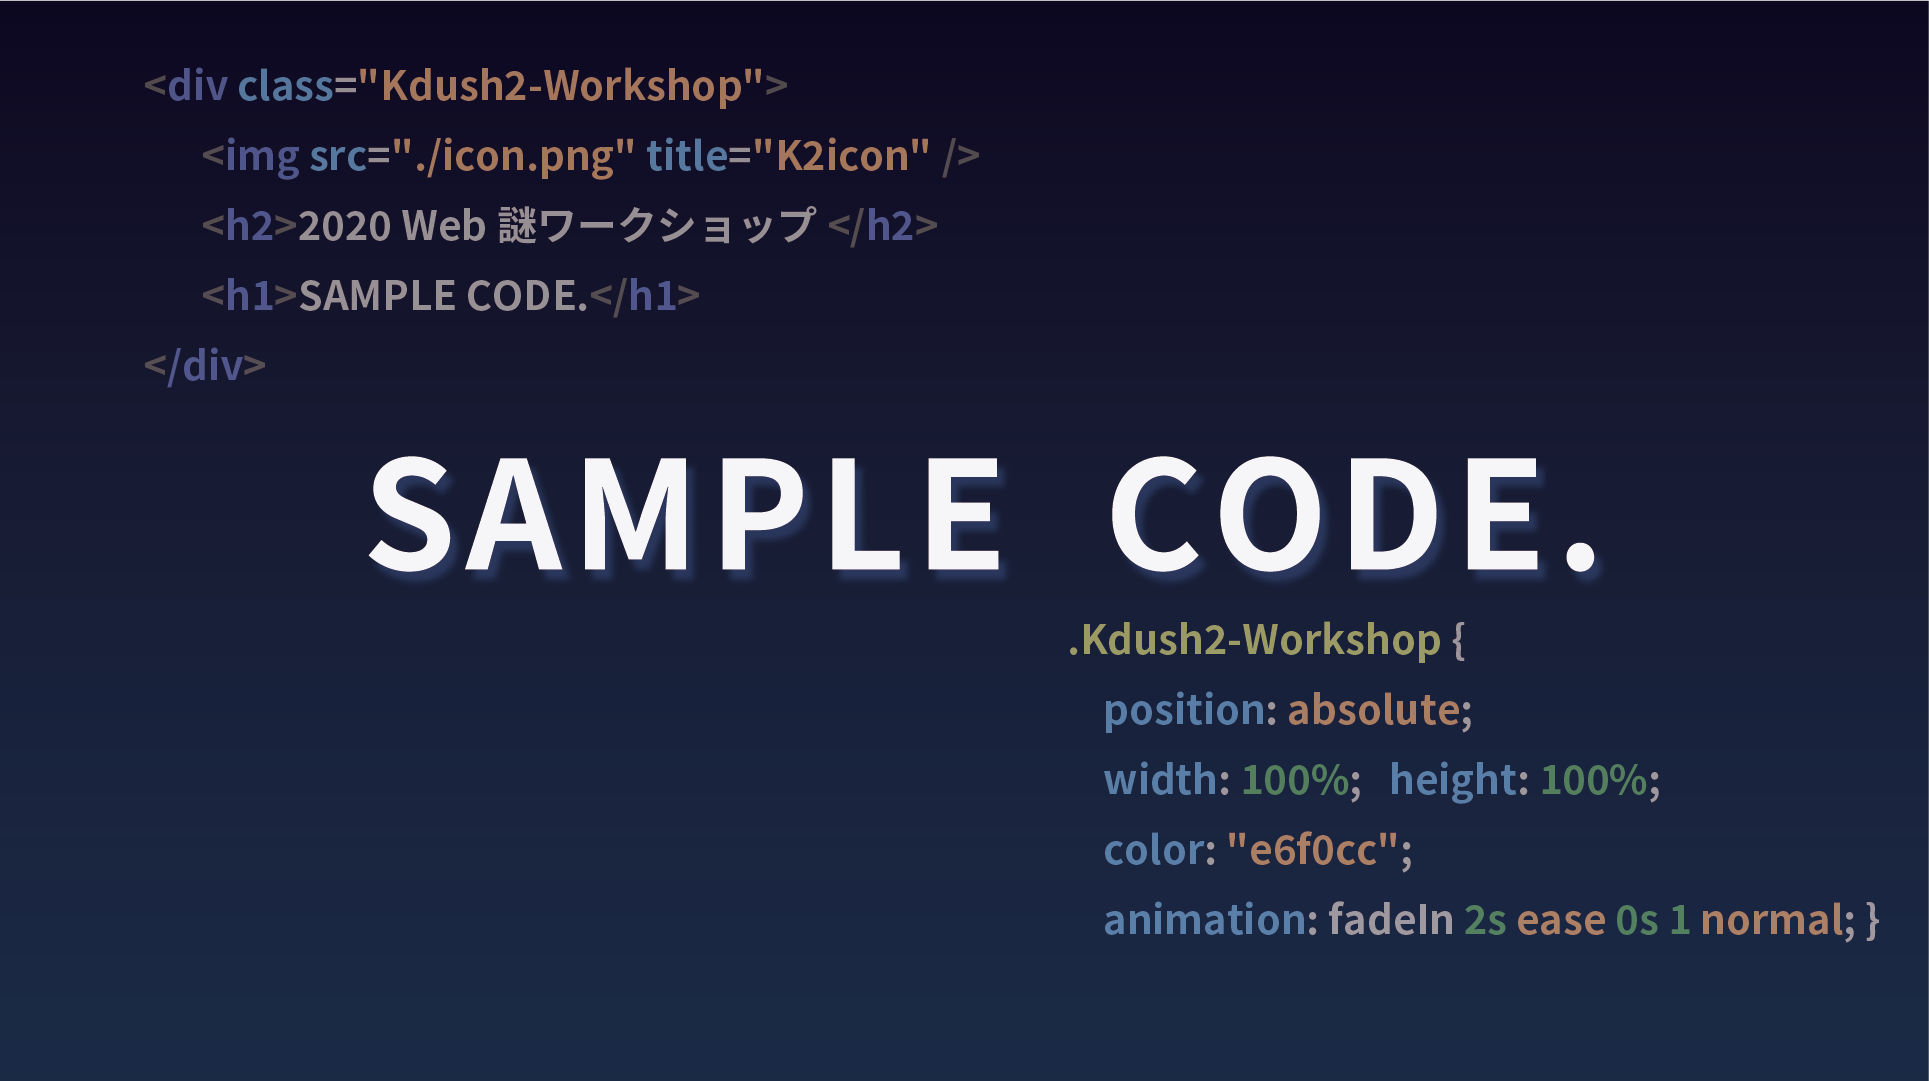 <div class="Kdush2-Workshop">
<img src="./icon.png" title="K2icon" />
<h2>2020 Web 謎ワークショップ </h2>
<h1>SAMPLE CODE.</h1>
</div>
SAMPLE CODE.
.Kdush2-Workshop {
position: absolute;
width: 100%; height: 100%;
color: "e6f0cc";
animation: fadeIn 2s ease 0s 1 normal; }